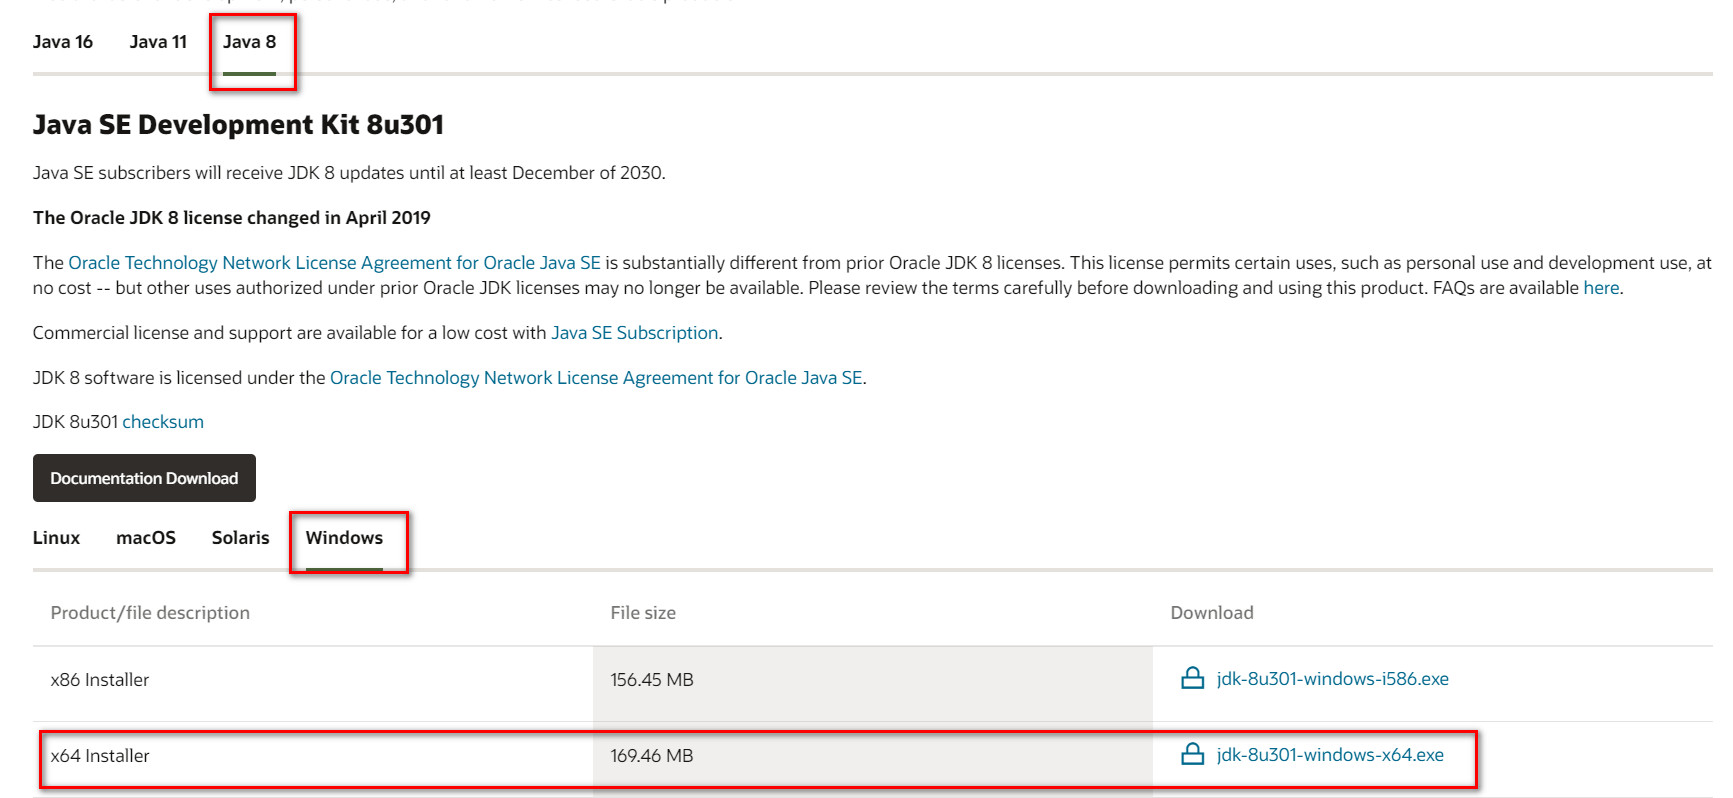 Java 16 Java 11 Java 8
Java SE Development Kit 8u301
Java SE subscribers will receive JDK 8 updates until at least December of 2030.
The Oracle JDK 8 license changed in April 2019
The Oracle Technology Network License Agreement for Oracle Java SE is substantially different from prior Oracle JDK 8 licenses. This license permits certain uses, such as personal use and development use, at
no cost -- but other uses authorized under prior Oracle JDK licenses may no longer be available. Please review the terms carefully before downloading and using this product. FAQs are available here.
Commercial license and support are available for a low cost with Java SE Subscription.
JDK 8 software is licensed under the Oracle Technology Network License Agreement for Oracle Java SE.
JDK 8u301 checksum
Documentation Download
Linux macOS Solaris Windows
Product/file description File size Download
x86 Installer 156.45 MB jdk-8u301-windows-i586.exe
x64 Installer 169.46 MB jdk-8u301-windows-x64.exe